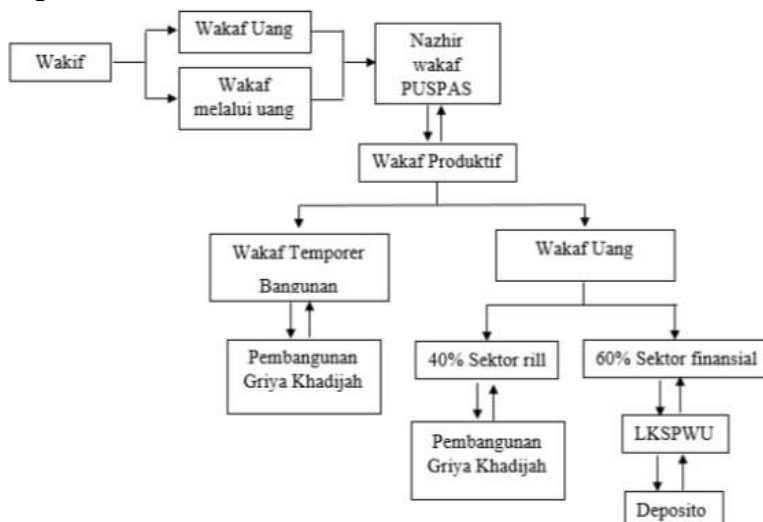 Wakif
Wakaf Uang
Wakaf
melalui uang
Nazhir
wakaf
PUSPAS
Wakaf Produktif
Wakaf Temporer
Bangunan
Wakaf Uang
Pembangunan
Griya Khadijah
40% Sektor rill
60% Sektor finansial
Pembangunan
Griya Khadijah
LKSPWU
Deposito